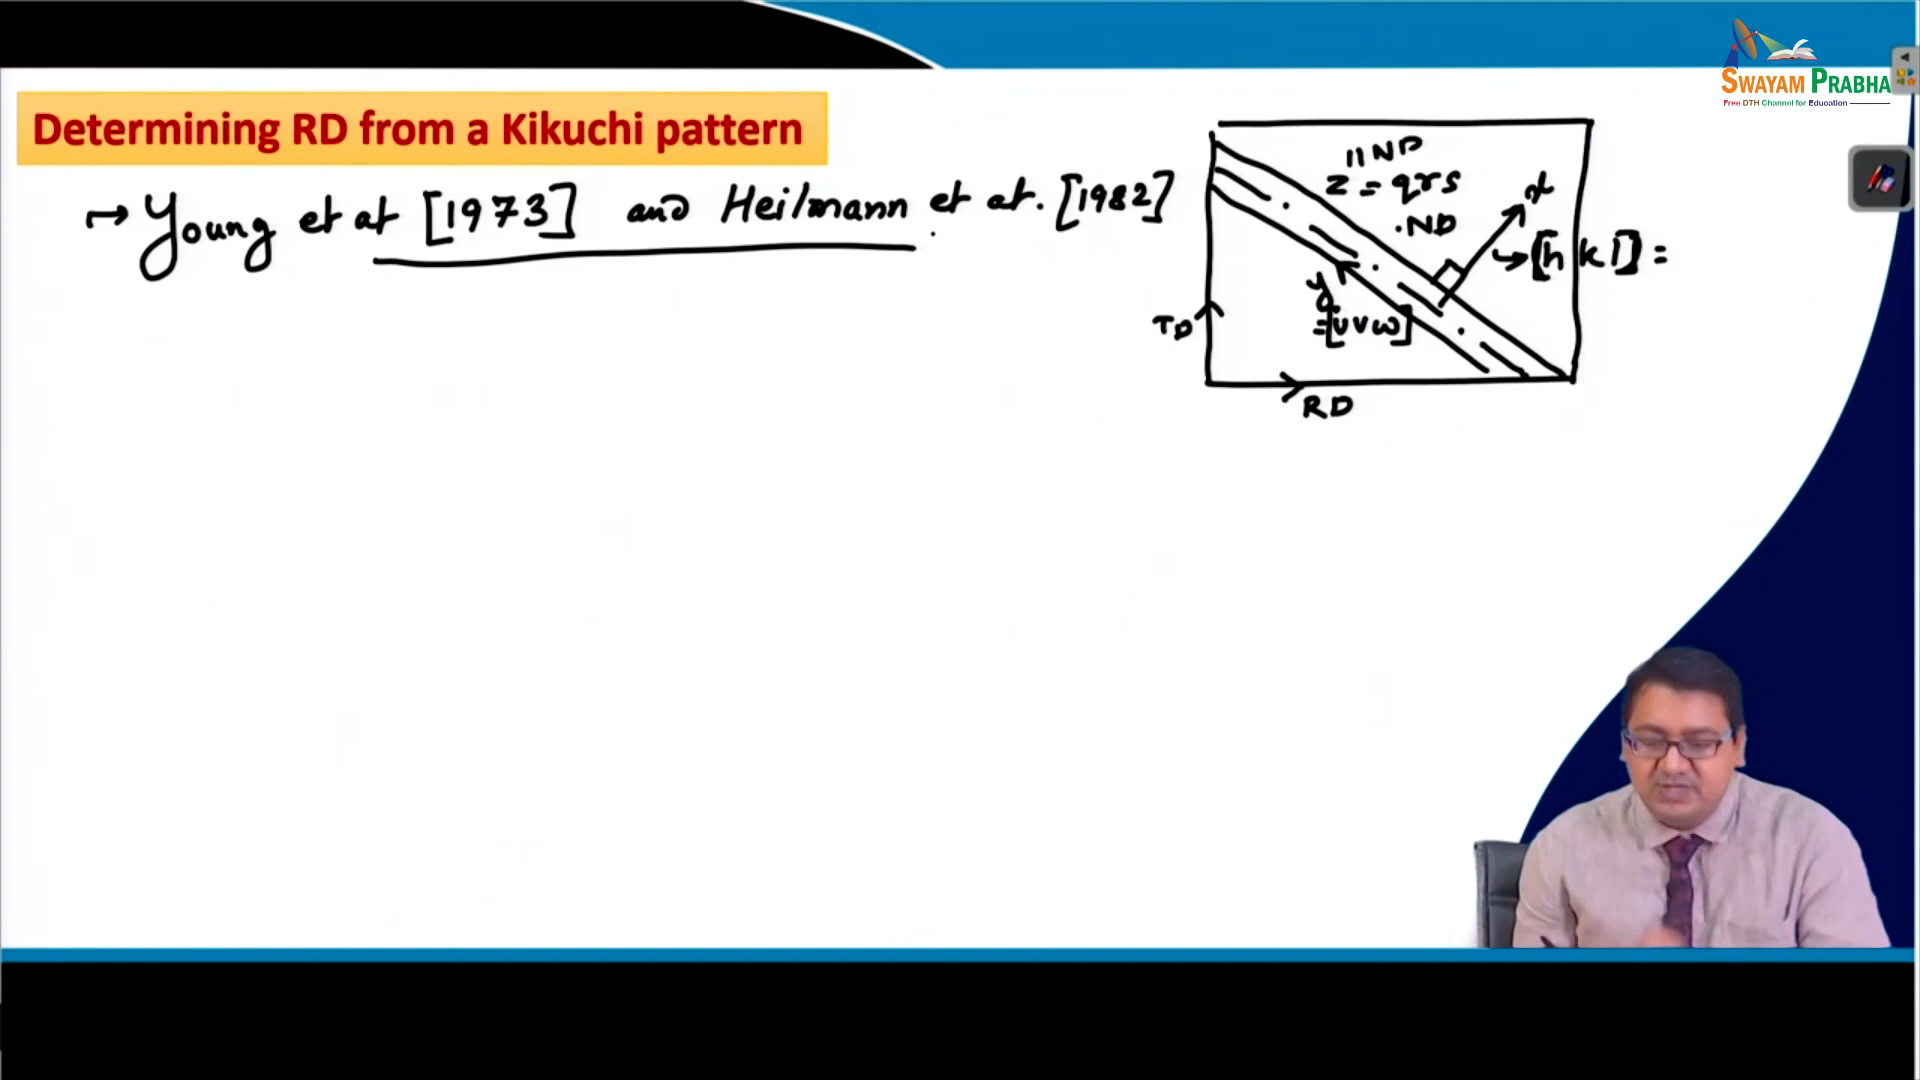 SWAYAM PRABHA
Free DTH Channel for Education
Determining RD from a Kikuchi pattern
→ Young et at [1973] and Heilmann et at. [1982]
|| ND
z = qrs
.ND
x
→ [h k l] =
y
= [uvw]
TD
RD